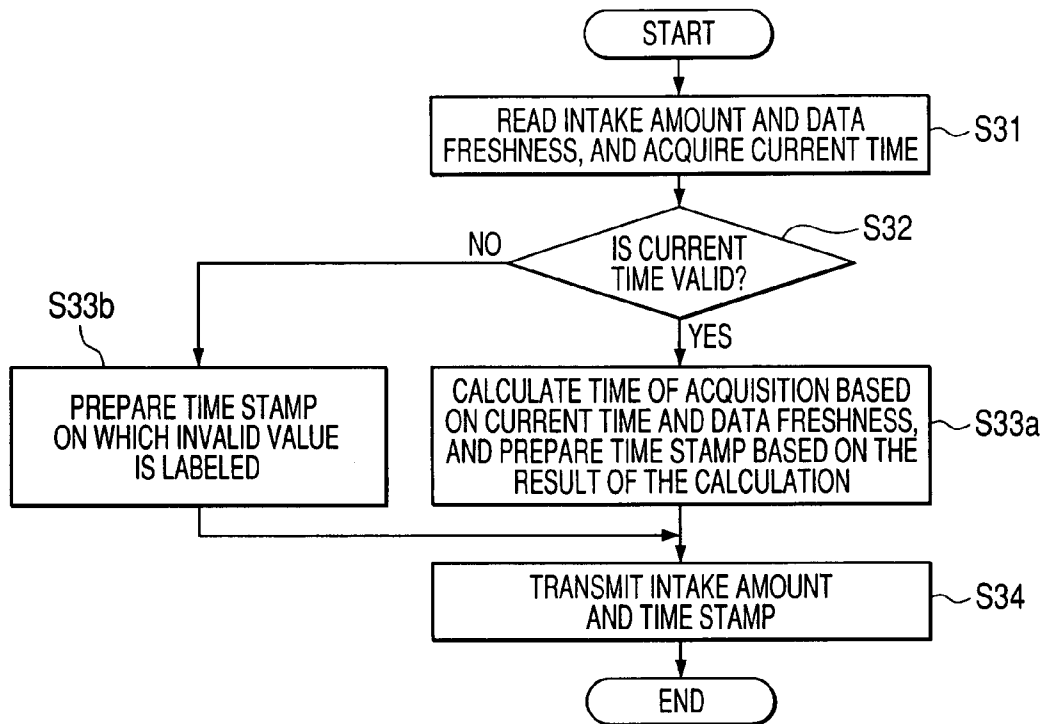 START
READ INTAKE AMOUNT AND DATA
FRESHNESS, AND ACQUIRE CURRENT TIME
S31
IS CURRENT
TIME VALID?
S32
NO
YES
S33b
PREPARE TIME STAMP
ON WHICH INVALID VALUE
IS LABELED
CALCULATE TIME OF ACQUISITION BASED
ON CURRENT TIME AND DATA FRESHNESS,
AND PREPARE TIME STAMP BASED ON THE
RESULT OF THE CALCULATION
S33a
TRANSMIT INTAKE AMOUNT
AND TIME STAMP
S34
END